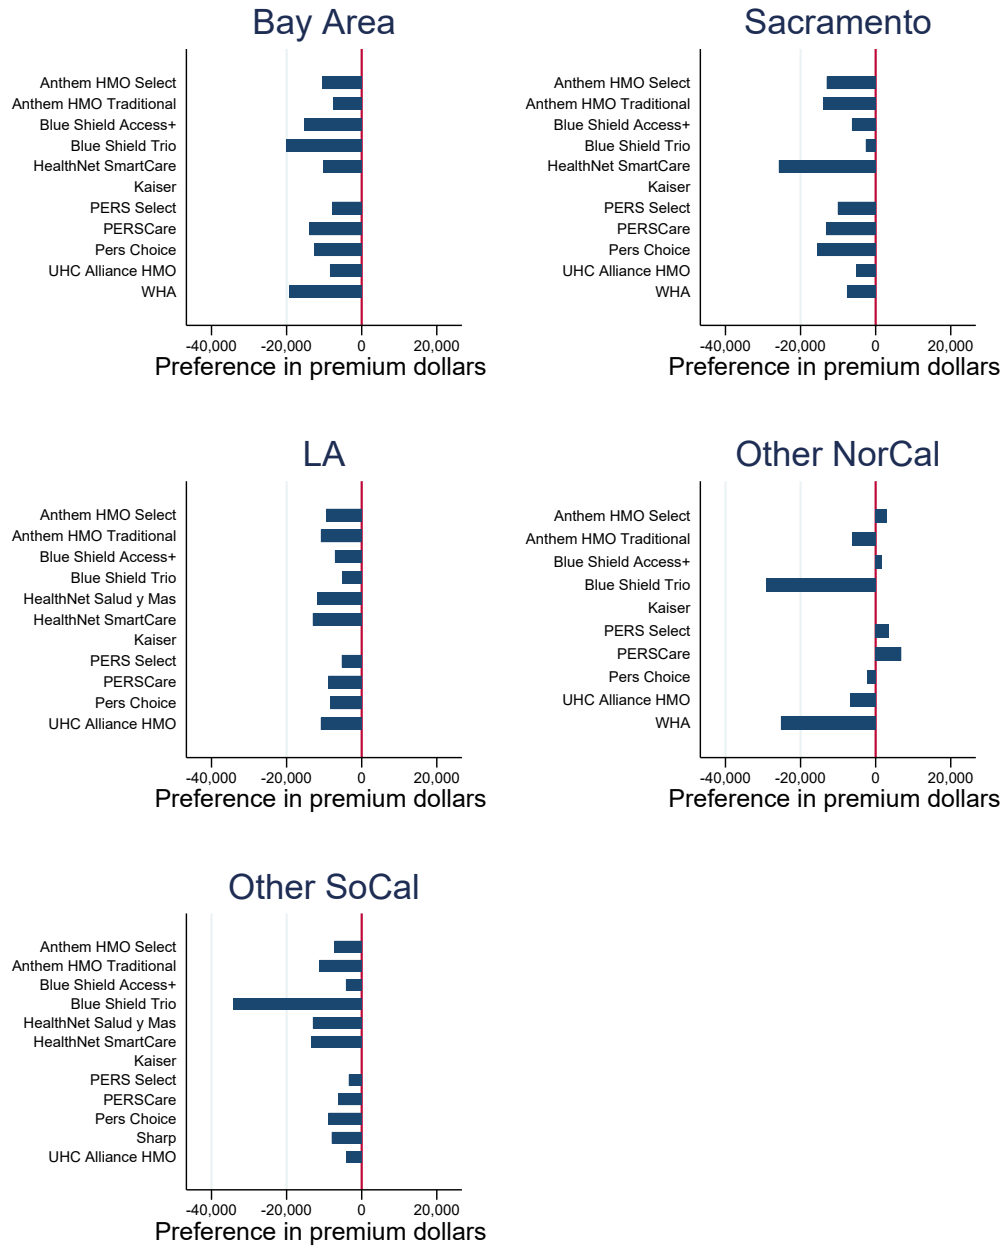 Bay Area
Anthem HMO Select
Anthem HMO Traditional
Blue Shield Access+
Blue Shield Trio
HealthNet SmartCare
Kaiser
PERS Select
PERSCare
Pers Choice
UHC Alliance HMO
WHA
-40,000 -20,000 0 20,000
Preference in premium dollars
Sacramento
Anthem HMO Select
Anthem HMO Traditional
Blue Shield Access+
Blue Shield Trio
HealthNet SmartCare
Kaiser
PERS Select
PERSCare
Pers Choice
UHC Alliance HMO
WHA
-40,000 -20,000 0 20,000
Preference in premium dollars
LA
Anthem HMO Select
Anthem HMO Traditional
Blue Shield Access+
Blue Shield Trio
HealthNet Salud y Mas
HealthNet SmartCare
Kaiser
PERS Select
PERSCare
Pers Choice
UHC Alliance HMO
-40,000 -20,000 0 20,000
Preference in premium dollars
Other NorCal
Anthem HMO Select
Anthem HMO Traditional
Blue Shield Access+
Blue Shield Trio
Kaiser
PERS Select
PERSCare
Pers Choice
UHC Alliance HMO
WHA
-40,000 -20,000 0 20,000
Preference in premium dollars
Other SoCal
Anthem HMO Select
Anthem HMO Traditional
Blue Shield Access+
Blue Shield Trio
HealthNet Salud y Mas
HealthNet SmartCare
Kaiser
PERS Select
PERSCare
Pers Choice
Sharp
UHC Alliance HMO
-40,000 -20,000 0 20,000
Preference in premium dollars